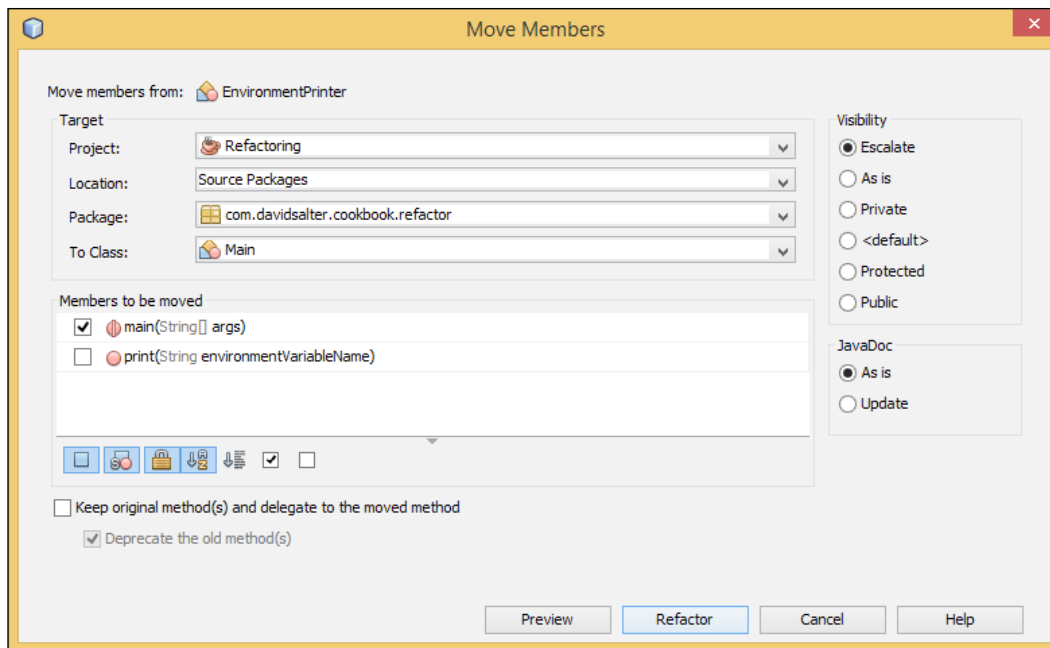 Move Members
Move members from: EnvironmentPrinter
Target
Project: Refactoring
Location: Source Packages
Package: com.davidsalter.cookbook.refactor
To Class: Main
Visibility
Escalate
As is
Private
<default>
Protected
Public
Members to be moved
main(String[] args)
print(String environmentVariableName)
JavaDoc
As is
Update
Keep original method(s) and delegate to the moved method
Deprecate the old method(s)
Preview Refactor Cancel Help